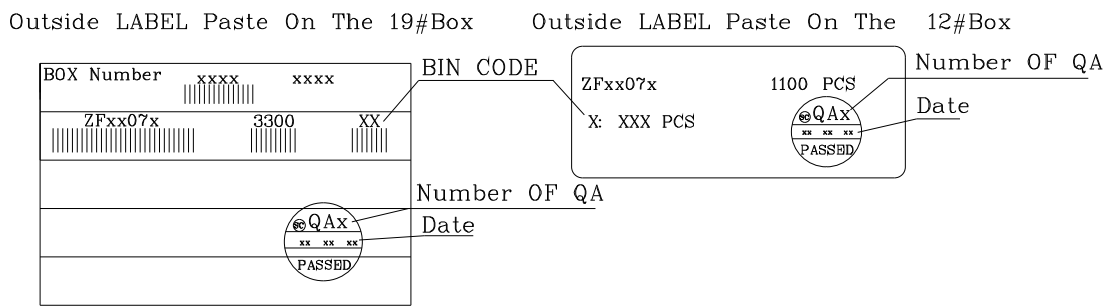 Outside LABEL Paste On The 19#Box
BOX Number xxxx xxxx
ZFxx07x 3300 XX
BIN CODE
Number OF QA
Date
SC QAx
xx xx xx
PASSED
Outside LABEL Paste On The 12#Box
ZFxx07x 1100 PCS
X: XXX PCS
Number OF QA
Date
SC QAx
xx xx xx
PASSED